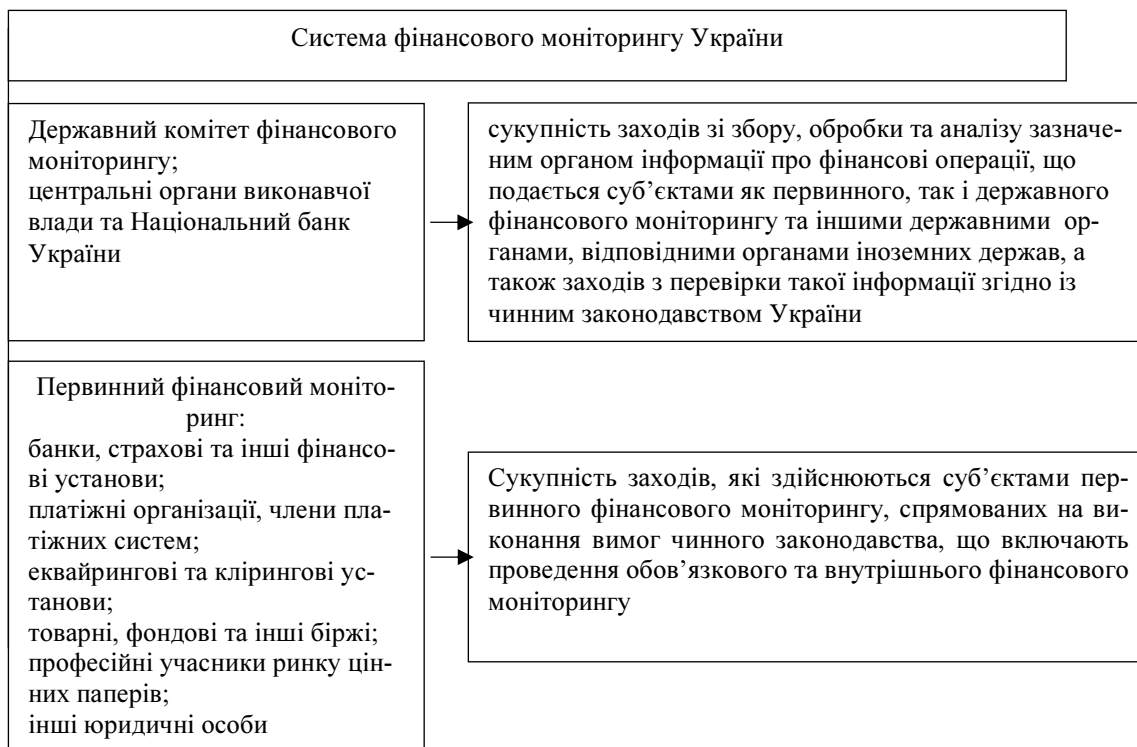 Система фінансового моніторингу України
Державний комітет фінансового
моніторингу;
центральні органи виконавчої
влади та Національний банк
України
сукупність заходів зі збору, обробки та аналізу зазначе-
ним органом інформації про фінансові операції, що
подається суб’єктами як первинного, так і державного
фінансового моніторингу та іншими державними ор-
ганами, відповідними органами іноземних держав, а
також заходів з перевірки такої інформації згідно із
чинним законодавством України
Первинний фінансовий моніто-
ринг:
банки, страхові та інші фінансо-
ві установи;
платіжні організації, члени пла-
тіжних систем;
еквайрингові та клірингові ус-
танови;
товарні, фондові та інші біржі;
професійні учасники ринку цін-
них паперів;
інші юридичні особи
Сукупність заходів, які здійснюються суб’єктами пер-
винного фінансового моніторингу, спрямованих на ви-
конання вимог чинного законодавства, що включають
проведення обов’язкового та внутрішнього фінансового
моніторингу